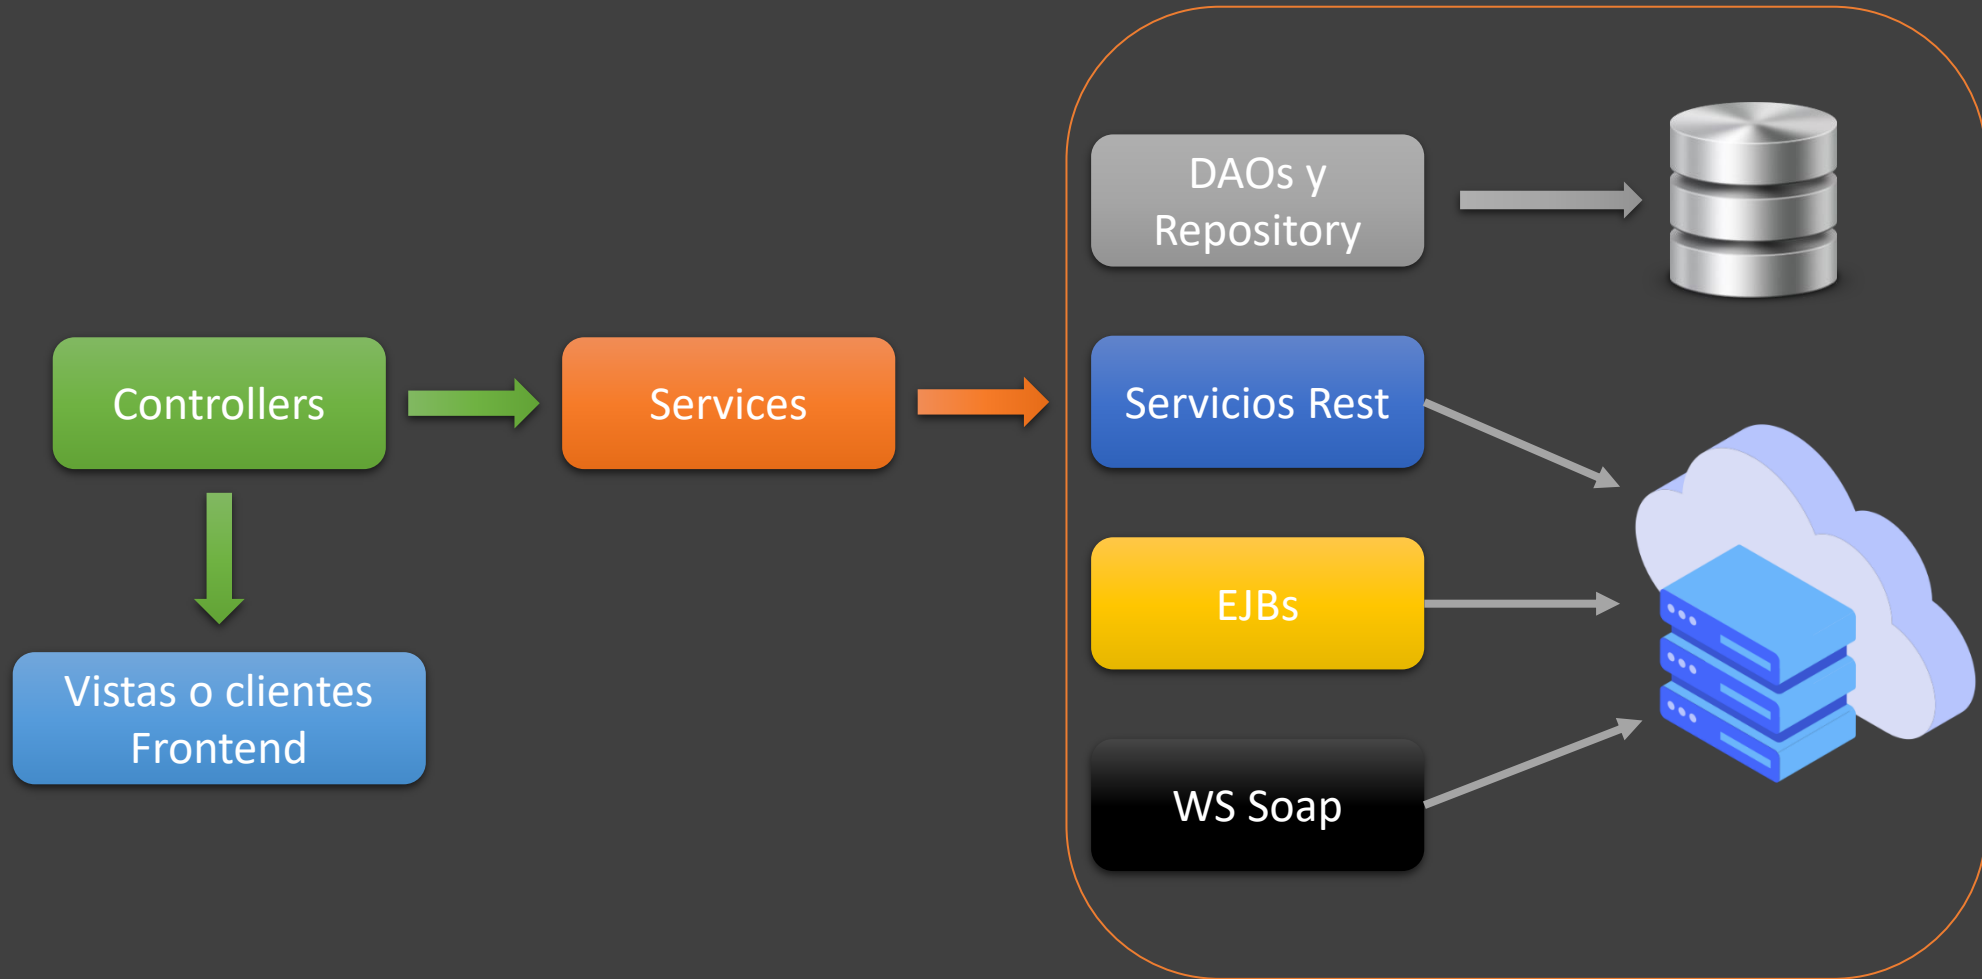 Controllers
Vistas o clientes
Frontend
Services
DAOs y
Repository
Servicios Rest
EJBs
WS Soap